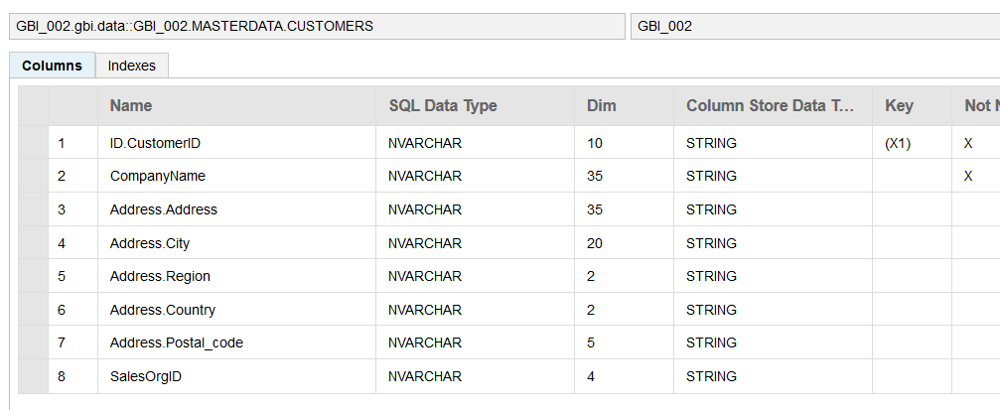 GBI_002.gbi.data::GBI_002.MASTERDATA.CUSTOMERS GBI_002
Columns Indexes
Name SQL Data Type Dim Column Store Data T... Key Not N
1 ID.CustomerID NVARCHAR 10 STRING (X1) X
2 CompanyName NVARCHAR 35 STRING X
3 Address.Address NVARCHAR 35 STRING
4 Address.City NVARCHAR 20 STRING
5 Address.Region NVARCHAR 2 STRING
6 Address.Country NVARCHAR 2 STRING
7 Address.Postal_code NVARCHAR 5 STRING
8 SalesOrgID NVARCHAR 4 STRING